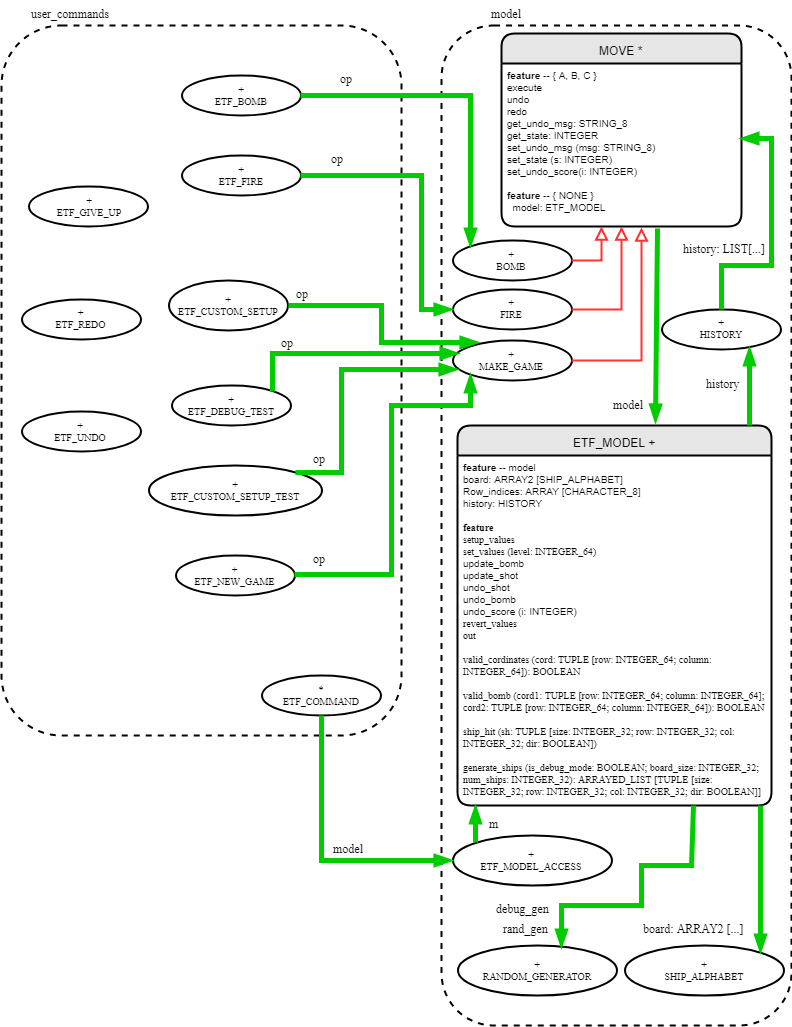 user_commands
model
+
ETF_BOMB
op
+
ETF_FIRE
op
+
ETF_GIVE_UP
+
ETF_CUSTOM_SETUP
op
+
ETF_REDO
+
ETF_DEBUG_TEST
op
+
ETF_UNDO
+
ETF_CUSTOM_SETUP_TEST
op
+
ETF_NEW_GAME
op
*
ETF_COMMAND
model
MOVE *
feature -- { A, B, C }
execute
undo
redo
get_undo_msg: STRING_8
get_state: INTEGER
set_undo_msg (msg: STRING_8)
set_state (s: INTEGER)
set_undo_score(i: INTEGER)
feature -- { NONE }
model: ETF_MODEL
+
BOMB
+
FIRE
+
MAKE_GAME
history: LIST[...]
+
HISTORY
history
model
ETF_MODEL +
feature -- model
board: ARRAY2 [SHIP_ALPHABET]
Row_indices: ARRAY [CHARACTER_8]
history: HISTORY
feature
setup_values
set_values (level: INTEGER_64)
update_bomb
update_shot
undo_shot
undo_bomb
undo_score (i: INTEGER)
revert_values
out
valid_cordinates (cord: TUPLE [row: INTEGER_64; column:
INTEGER_64]): BOOLEAN
valid_bomb (cord1: TUPLE [row: INTEGER_64; column: INTEGER_64];
cord2: TUPLE [row: INTEGER_64; column: INTEGER_64]): BOOLEAN
ship_hit (sh: TUPLE [size: INTEGER_32; row: INTEGER_32; col:
INTEGER_32; dir: BOOLEAN])
generate_ships (is_debug_mode: BOOLEAN; board_size: INTEGER_32;
num_ships: INTEGER_32): ARRAYED_LIST [TUPLE [size:
INTEGER_32; row: INTEGER_32; col: INTEGER_32; dir: BOOLEAN]]
m
+
ETF_MODEL_ACCESS
debug_gen
rand_gen
board: ARRAY2 [...]
+
RANDOM_GENERATOR
+
SHIP_ALPHABET